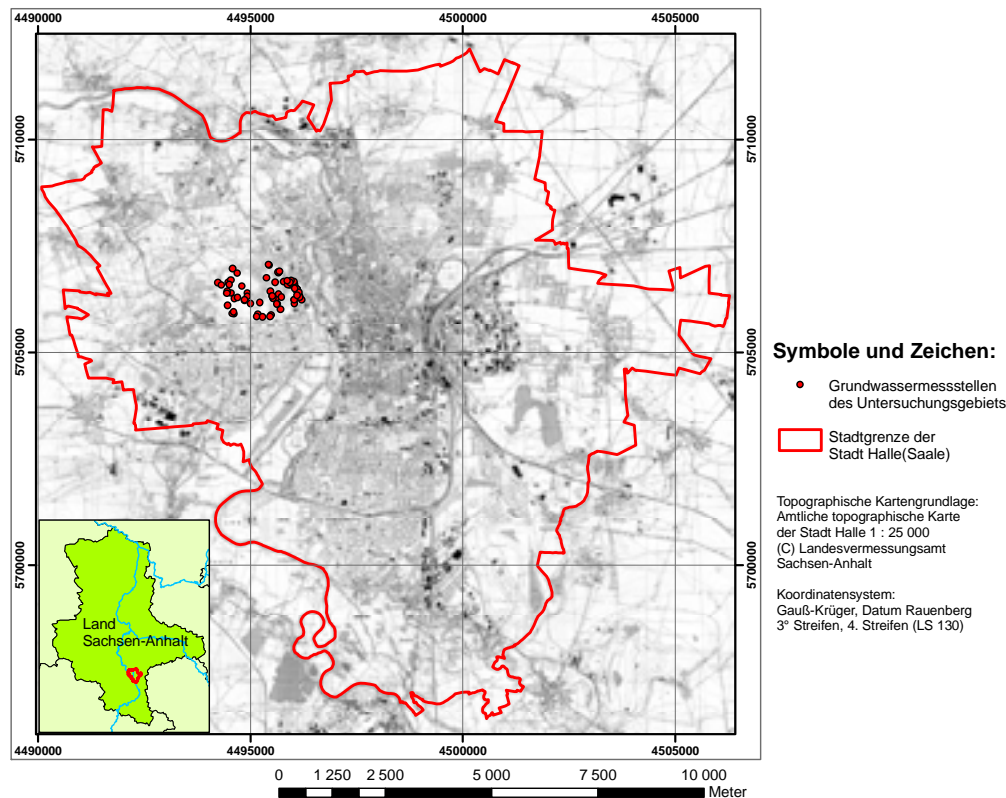 4490000 4495000 4500000 4505000
5710000 5710000
5705000 5705000
5700000 5700000
Symbole und Zeichen:
Grundwassermessstellen
des Untersuchungsgebiets
Stadtgrenze der
Stadt Halle(Saale)
Topographische Kartengrundlage:
Amtliche topographische Karte
der Stadt Halle 1 : 25 000
(C) Landesvermessungsamt
Sachsen-Anhalt
Koordinatensystem:
Gauß-Krüger, Datum Rauenberg
3° Streifen, 4. Streifen (LS 130)
Land
Sachsen-Anhalt
4490000 4495000 4500000 4505000
0 1 250 2 500 5 000 7 500 10 000
Meter